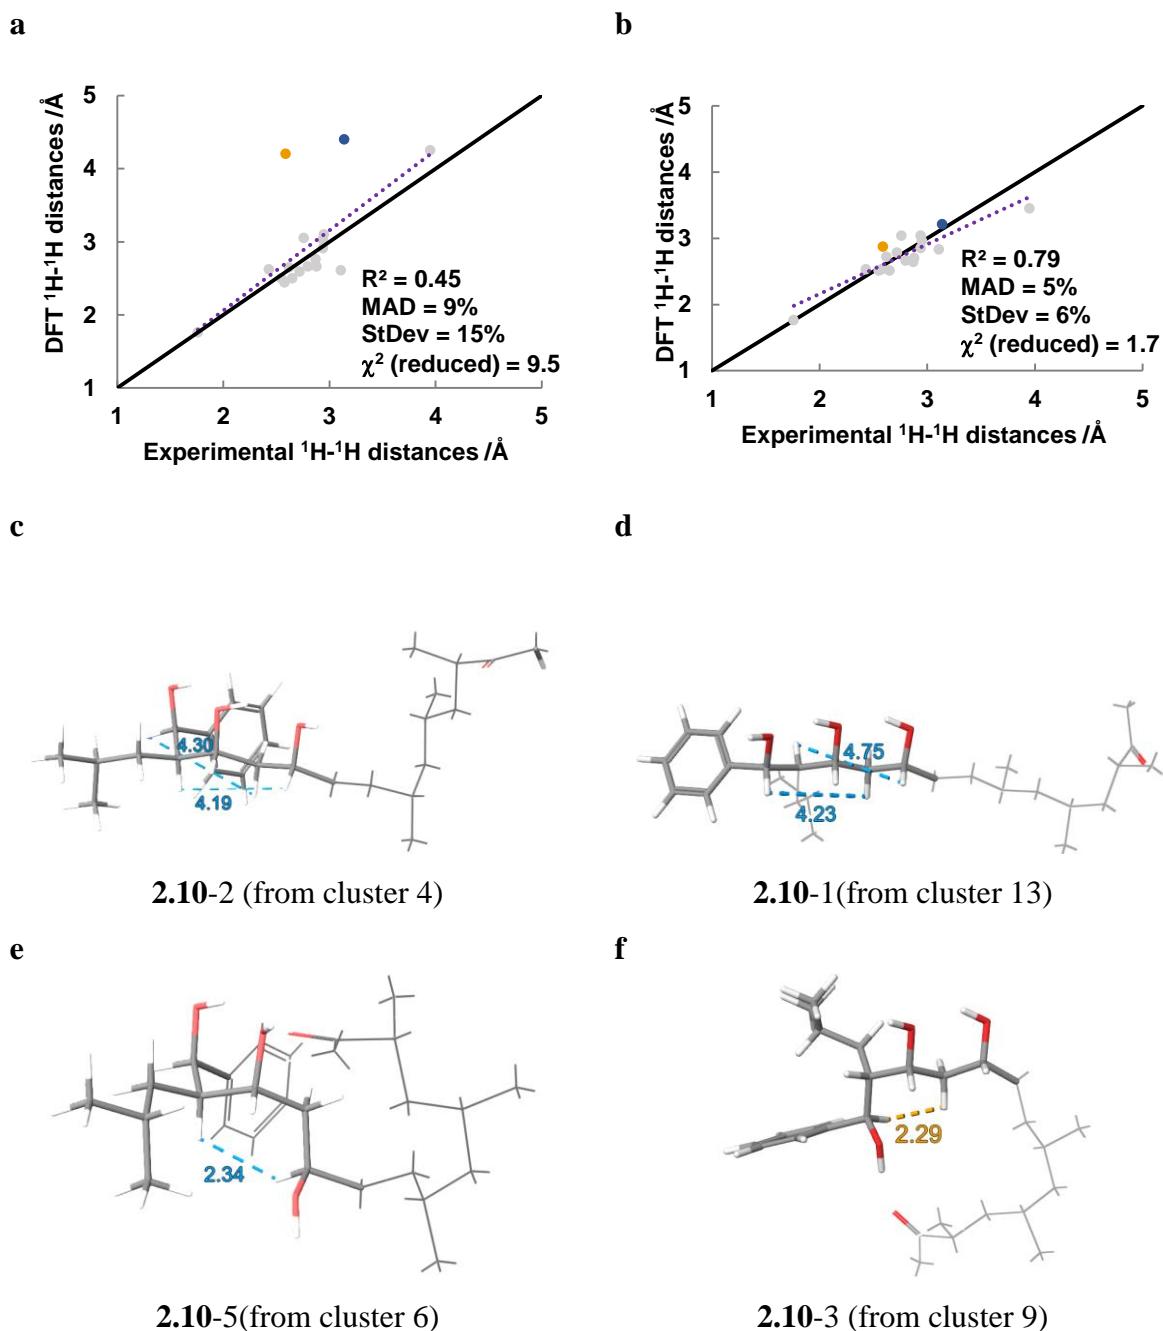 a
b
5
4
3
2
1
1 2 3 4 5
DFT ¹H-¹H distances /Å
Experimental ¹H-¹H distances /Å
R² = 0.45
MAD = 9%
StDev = 15%
χ² (reduced) = 9.5
5
4
3
2
1
1 2 3 4 5
DFT ¹H-¹H distances /Å
Experimental ¹H-¹H distances /Å
R² = 0.79
MAD = 5%
StDev = 6%
χ² (reduced) = 1.7
c
d
4.30
4.19
4.75
4.23
2.10-2 (from cluster 4)
2.10-1(from cluster 13)
e
f
2.34
2.29
2.10-5(from cluster 6)
2.10-3 (from cluster 9)